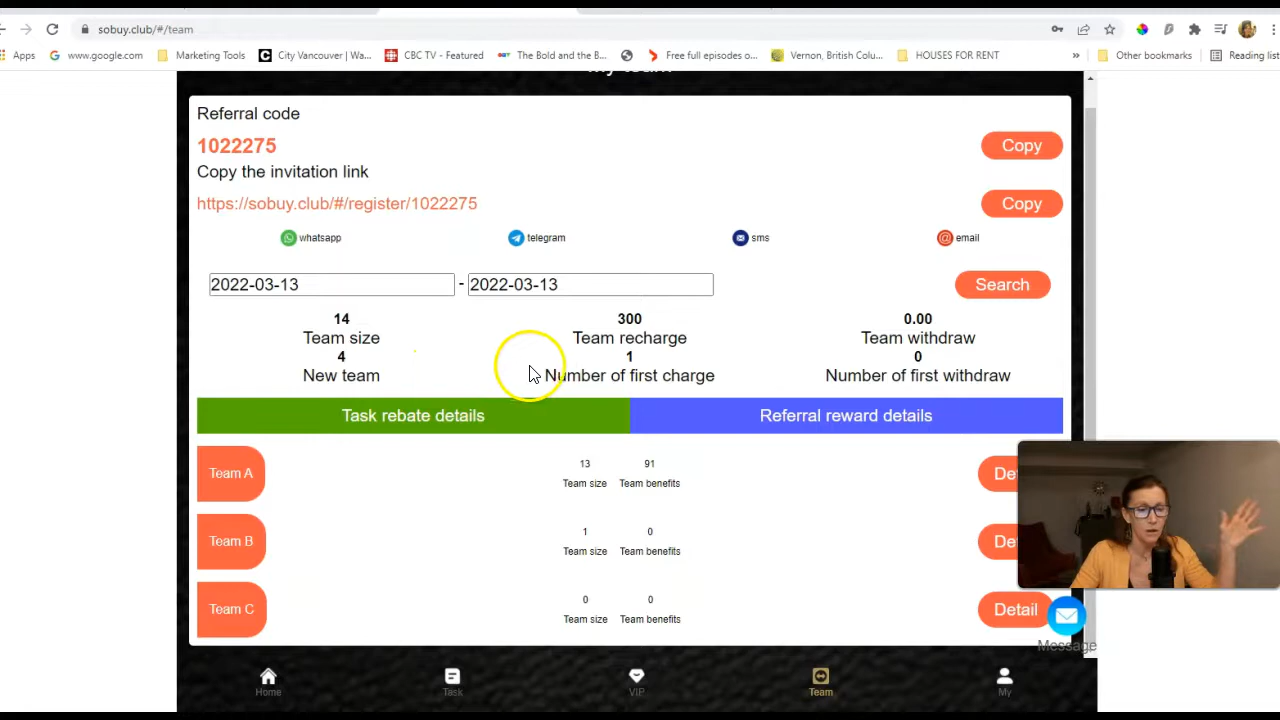 sobuy.club/#/team
Apps
www.google.com
Marketing Tools
City Vancouver | Wa...
CBC TV - Featured
The Bold and the B...
Free full episodes o...
Vernon, British Colu...
HOUSES FOR RENT
»
Other bookmarks
Reading list
My team
Referral code
1022275
Copy
Copy the invitation link
https://sobuy.club/#/register/1022275
Copy
whatsapp
telegram
sms
email
2022-03-13 - 2022-03-13
Search
14
300
0.00
Team size
Team recharge
Team withdraw
4
1
0
New team
Number of first charge
Number of first withdraw
Task rebate details
Referral reward details
Team A
13
91
Team size
Team benefits
De
Team B
1
0
Team size
Team benefits
De
Team C
0
0
Team size
Team benefits
Detail
Message
Home
Task
VIP
Team
My